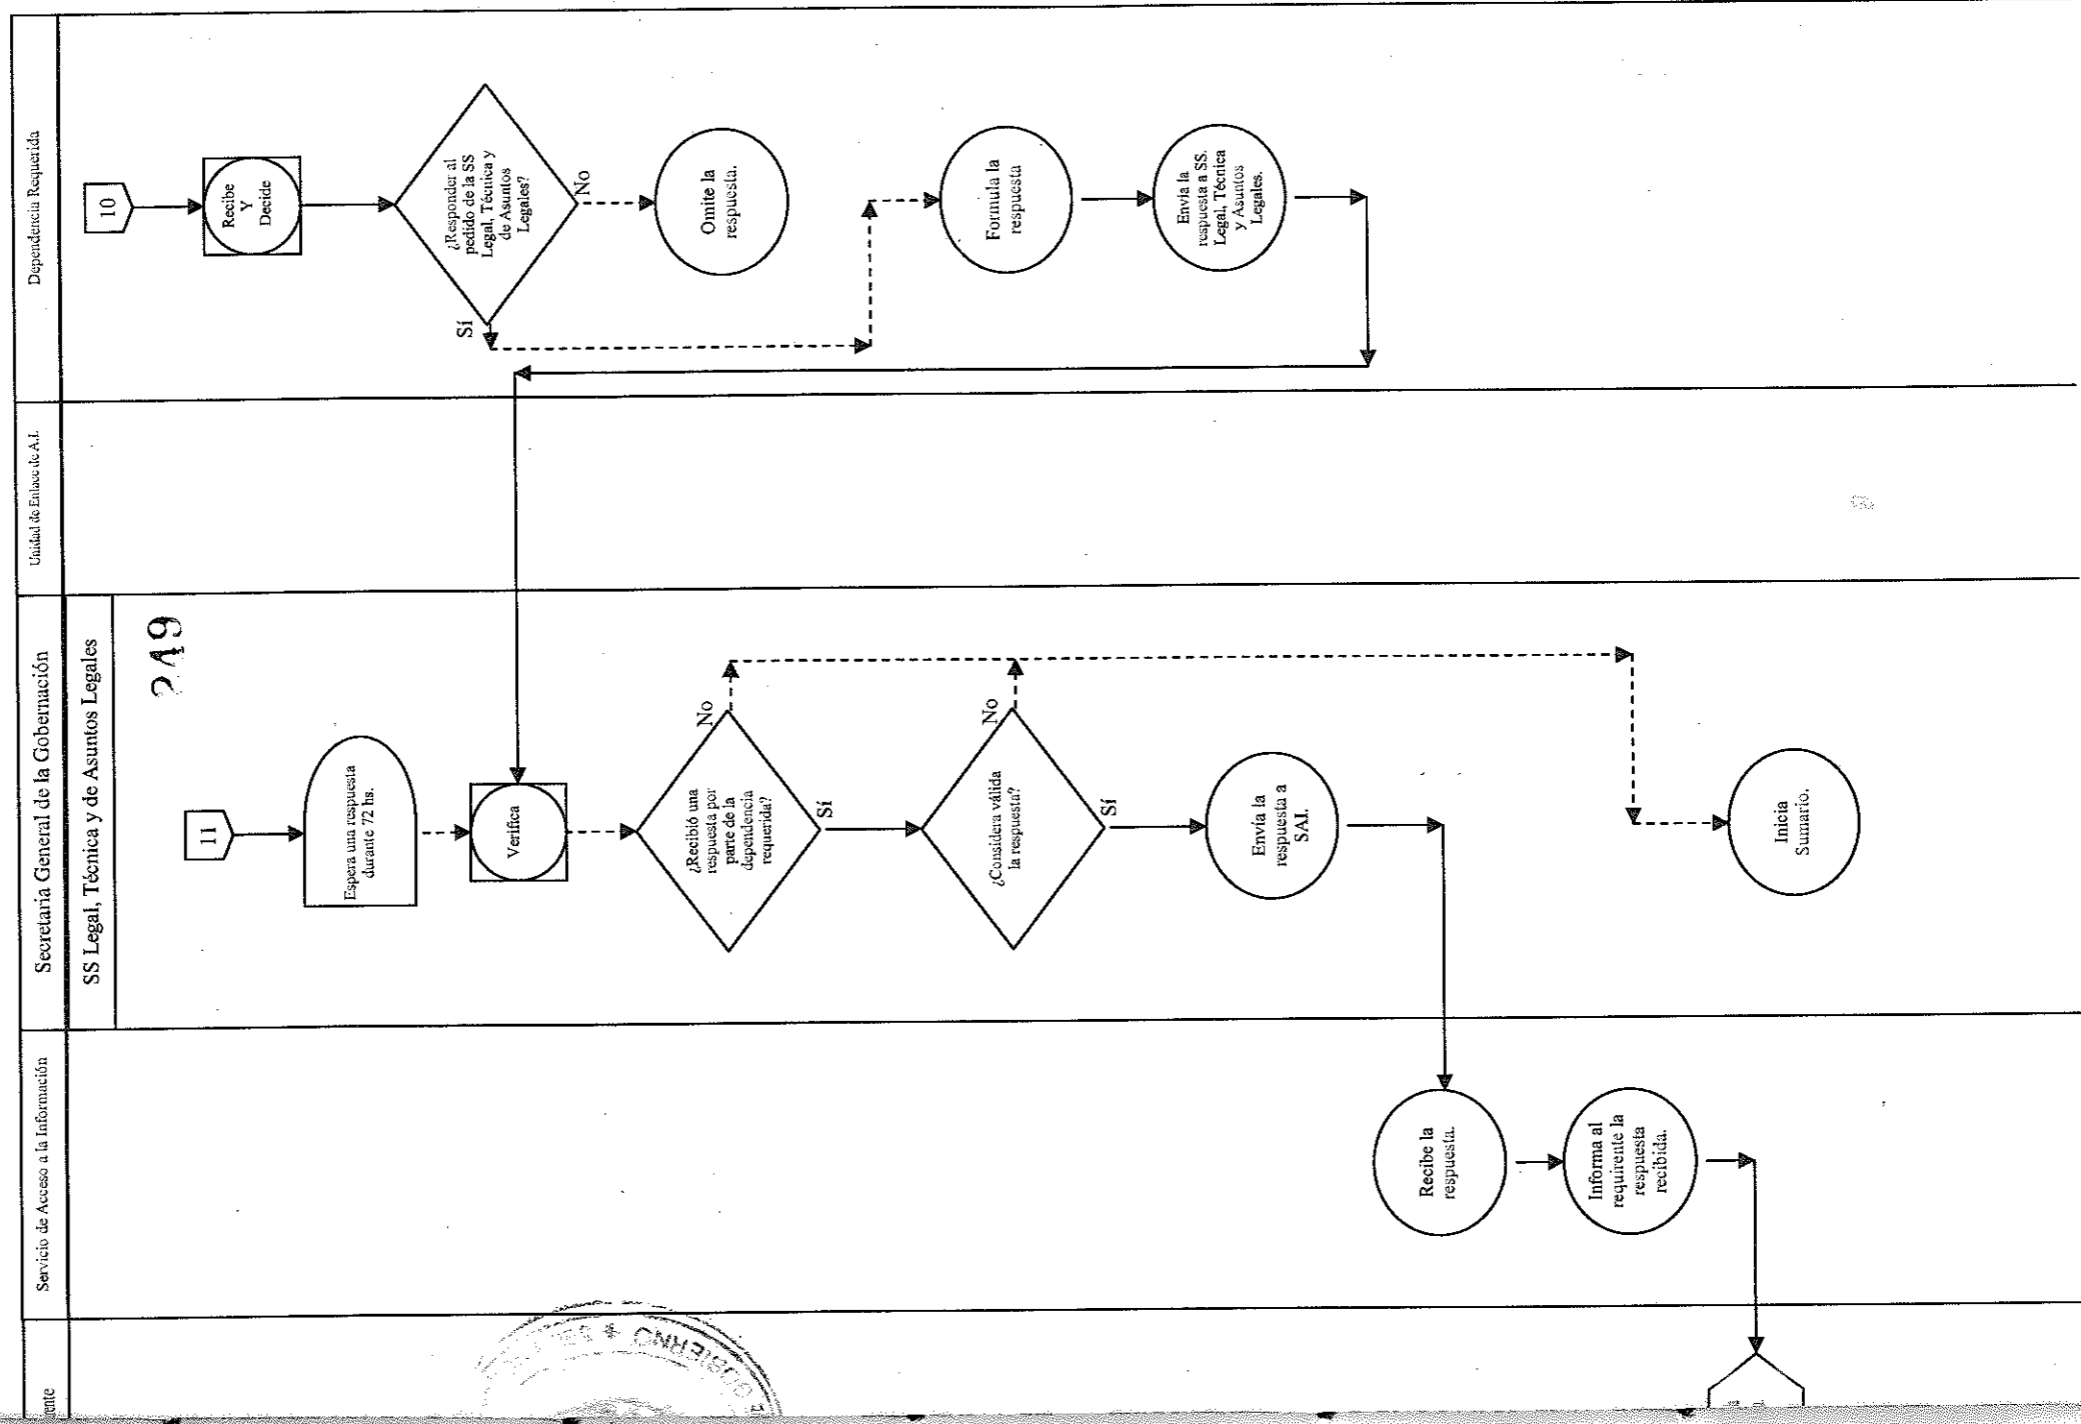 Servicio de Acceso a la Información
Secretaria General de la Gobernación
SS Legal, Técnica y de Asuntos Legales
Unidad de Enlace de A.I.
Dependencia Requerida
249
10
Recibe
Y
Decide
¿Responder al
pedido de la SS
Legal, Técnica y
de Asuntos
Legales?
No
Sí
Omite la
respuesta.
Formula la
respuesta
Envía la
respuesta a SS.
Legal, Técnica
y Asuntos
Legales.
11
Espera una respuesta
durante 72 hs.
Verifica
¿Recibió una
respuesta por
parte de la
dependencia
requerida?
No
Sí
¿Considera válida
la respuesta?
No
Sí
Envía la
respuesta a
SAI.
Inicia
Sumario.
Recibe la
respuesta.
Informa al
requirente la
respuesta
recibida.